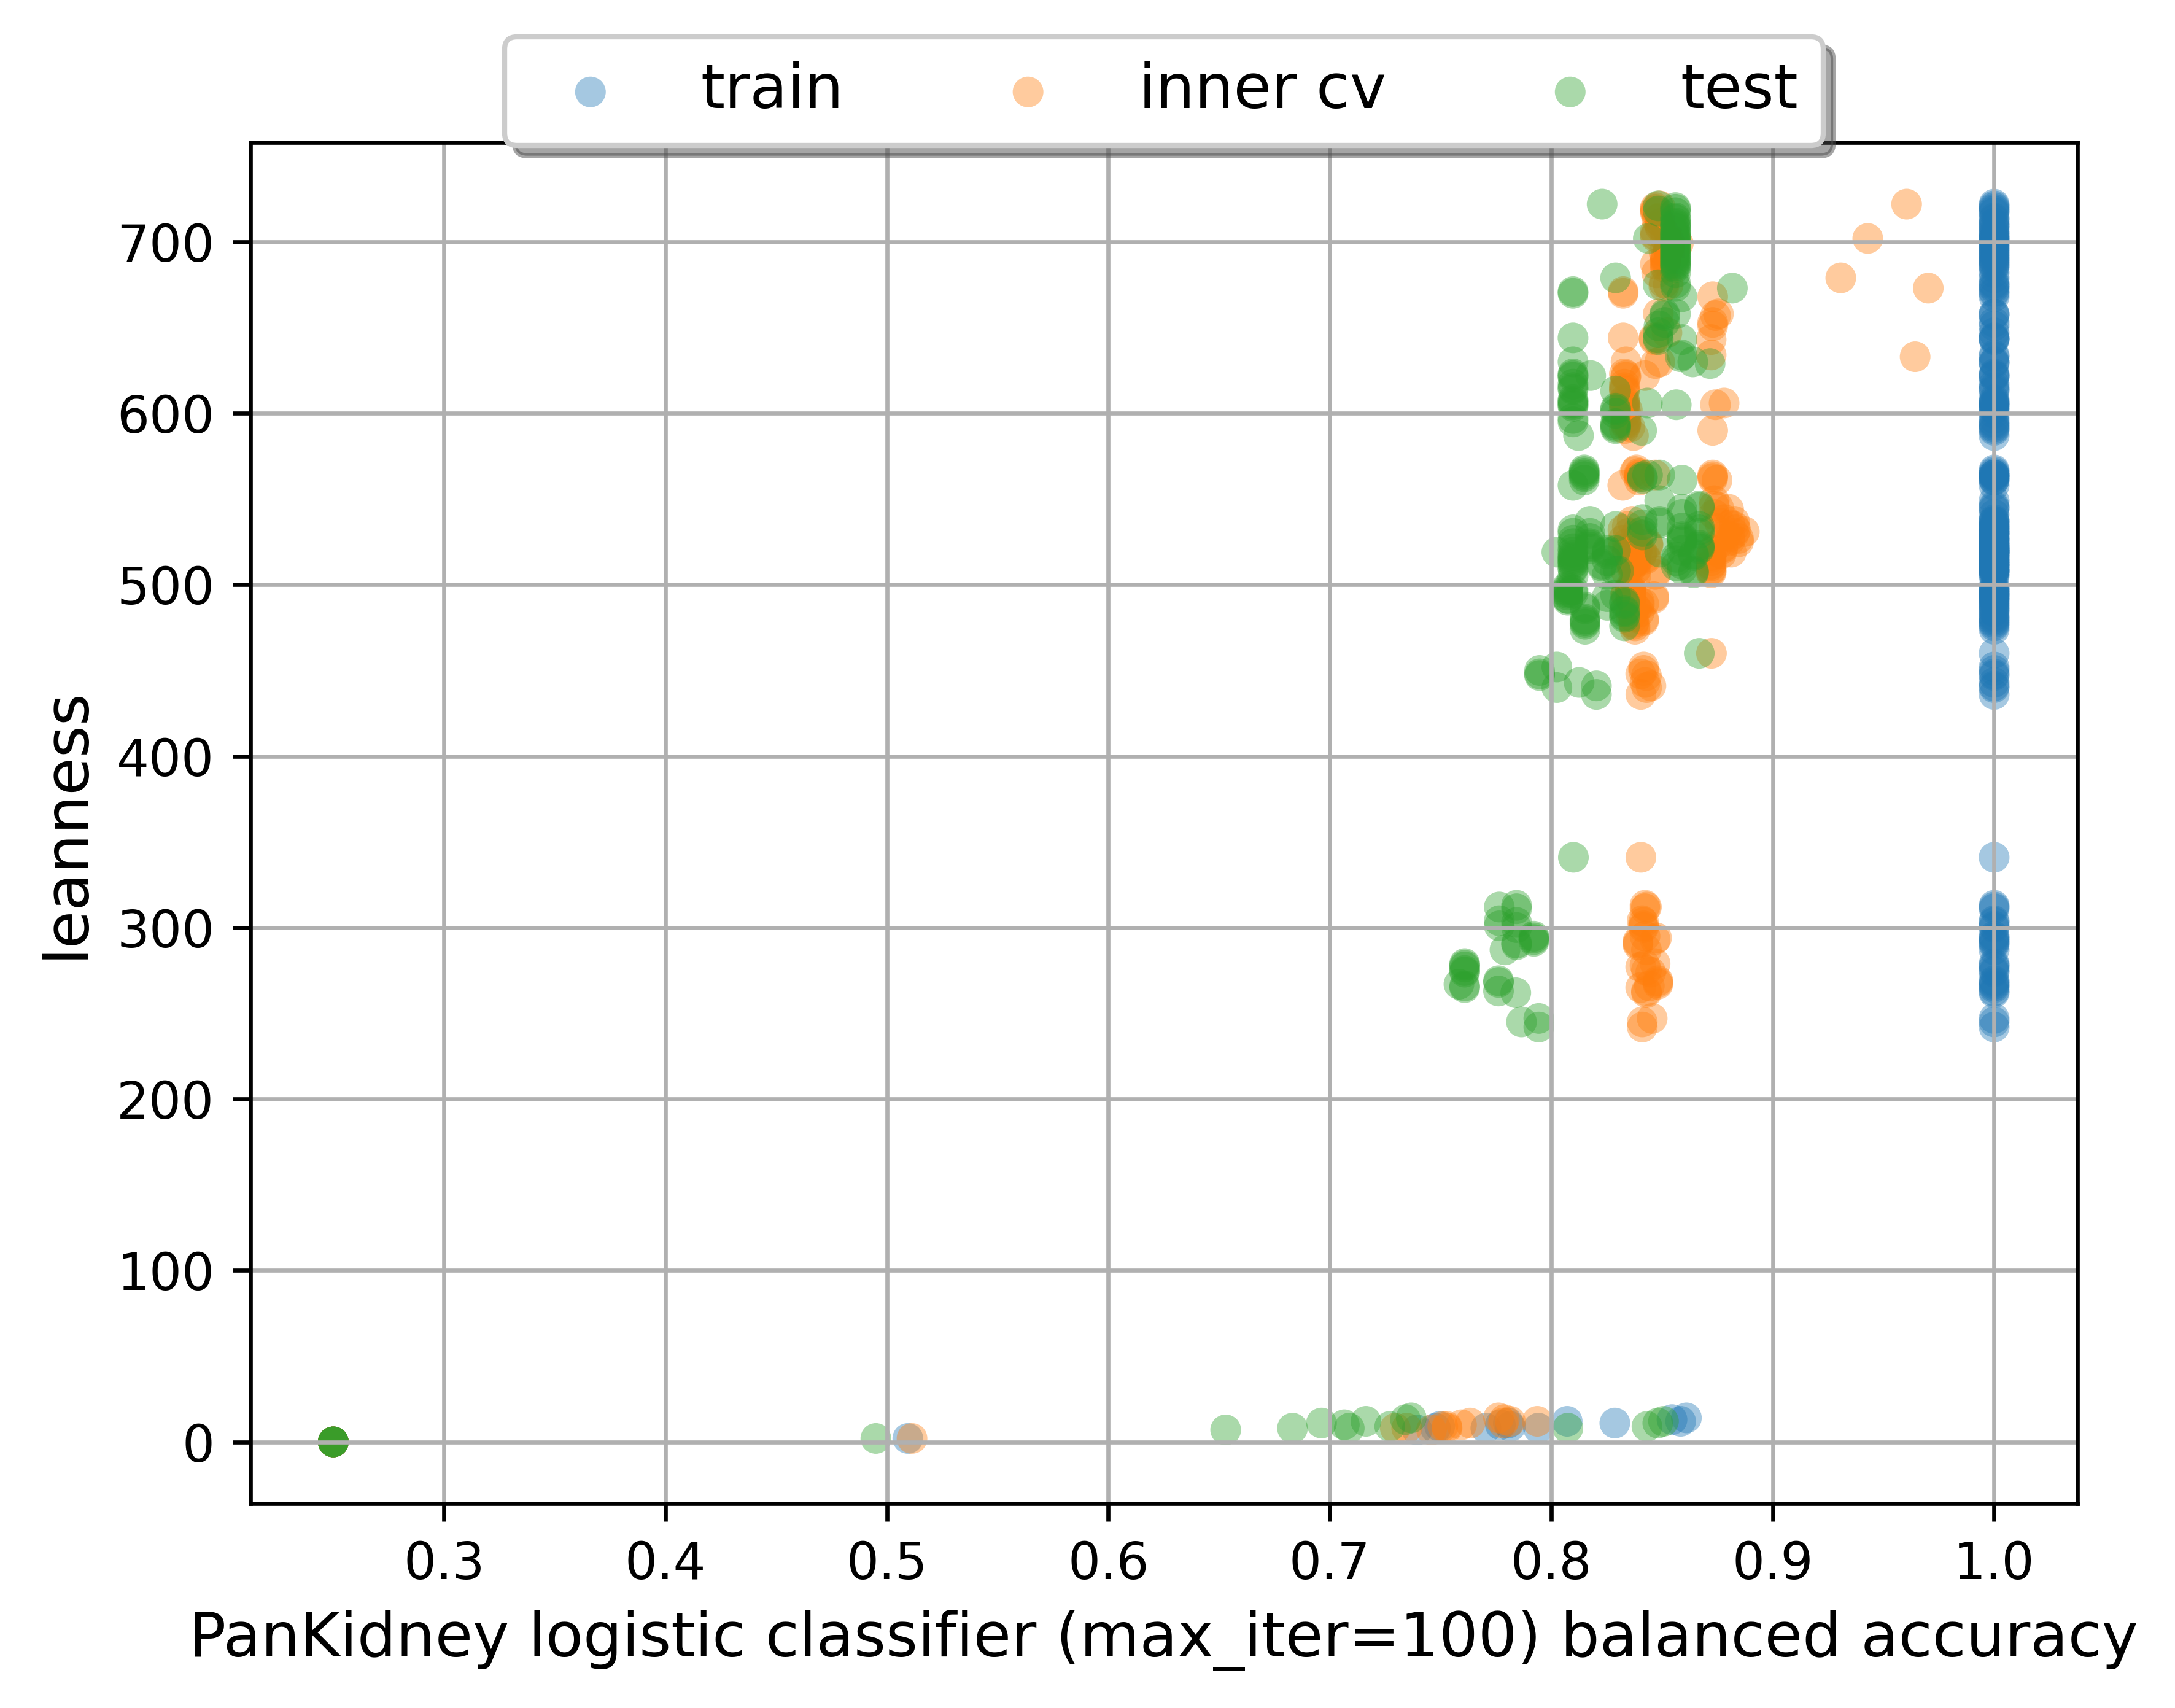 train inner cv test
700
600
500
400
300
200
100
0
leanness
0.3 0.4 0.5 0.6 0.7 0.8 0.9 1.0
PanKidney logistic classifier (max_iter=100) balanced accuracy